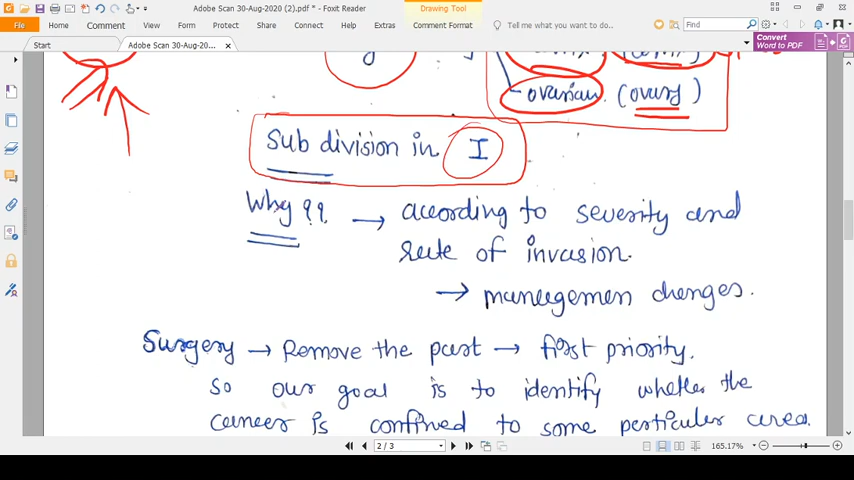 Adobe Scan 30-Aug-2020 (2).pdf * - Foxit Reader
Drawing Tool
File Home Comment View Form Protect Share Connect Help Extras Comment Format Tell me what you want to do... Find
Start Adobe Scan 30-Aug-2020... ×
Convert
Word to PDF
ovarian (ovary)
Sub division in I
Why ??. → according to severity and
rate of invasion.
→ managemen changes.
Surgery → Remove the part → first priority.
So our goal is to identify whether the
cancer is confined to some perticular area.
2 / 3 165.17%